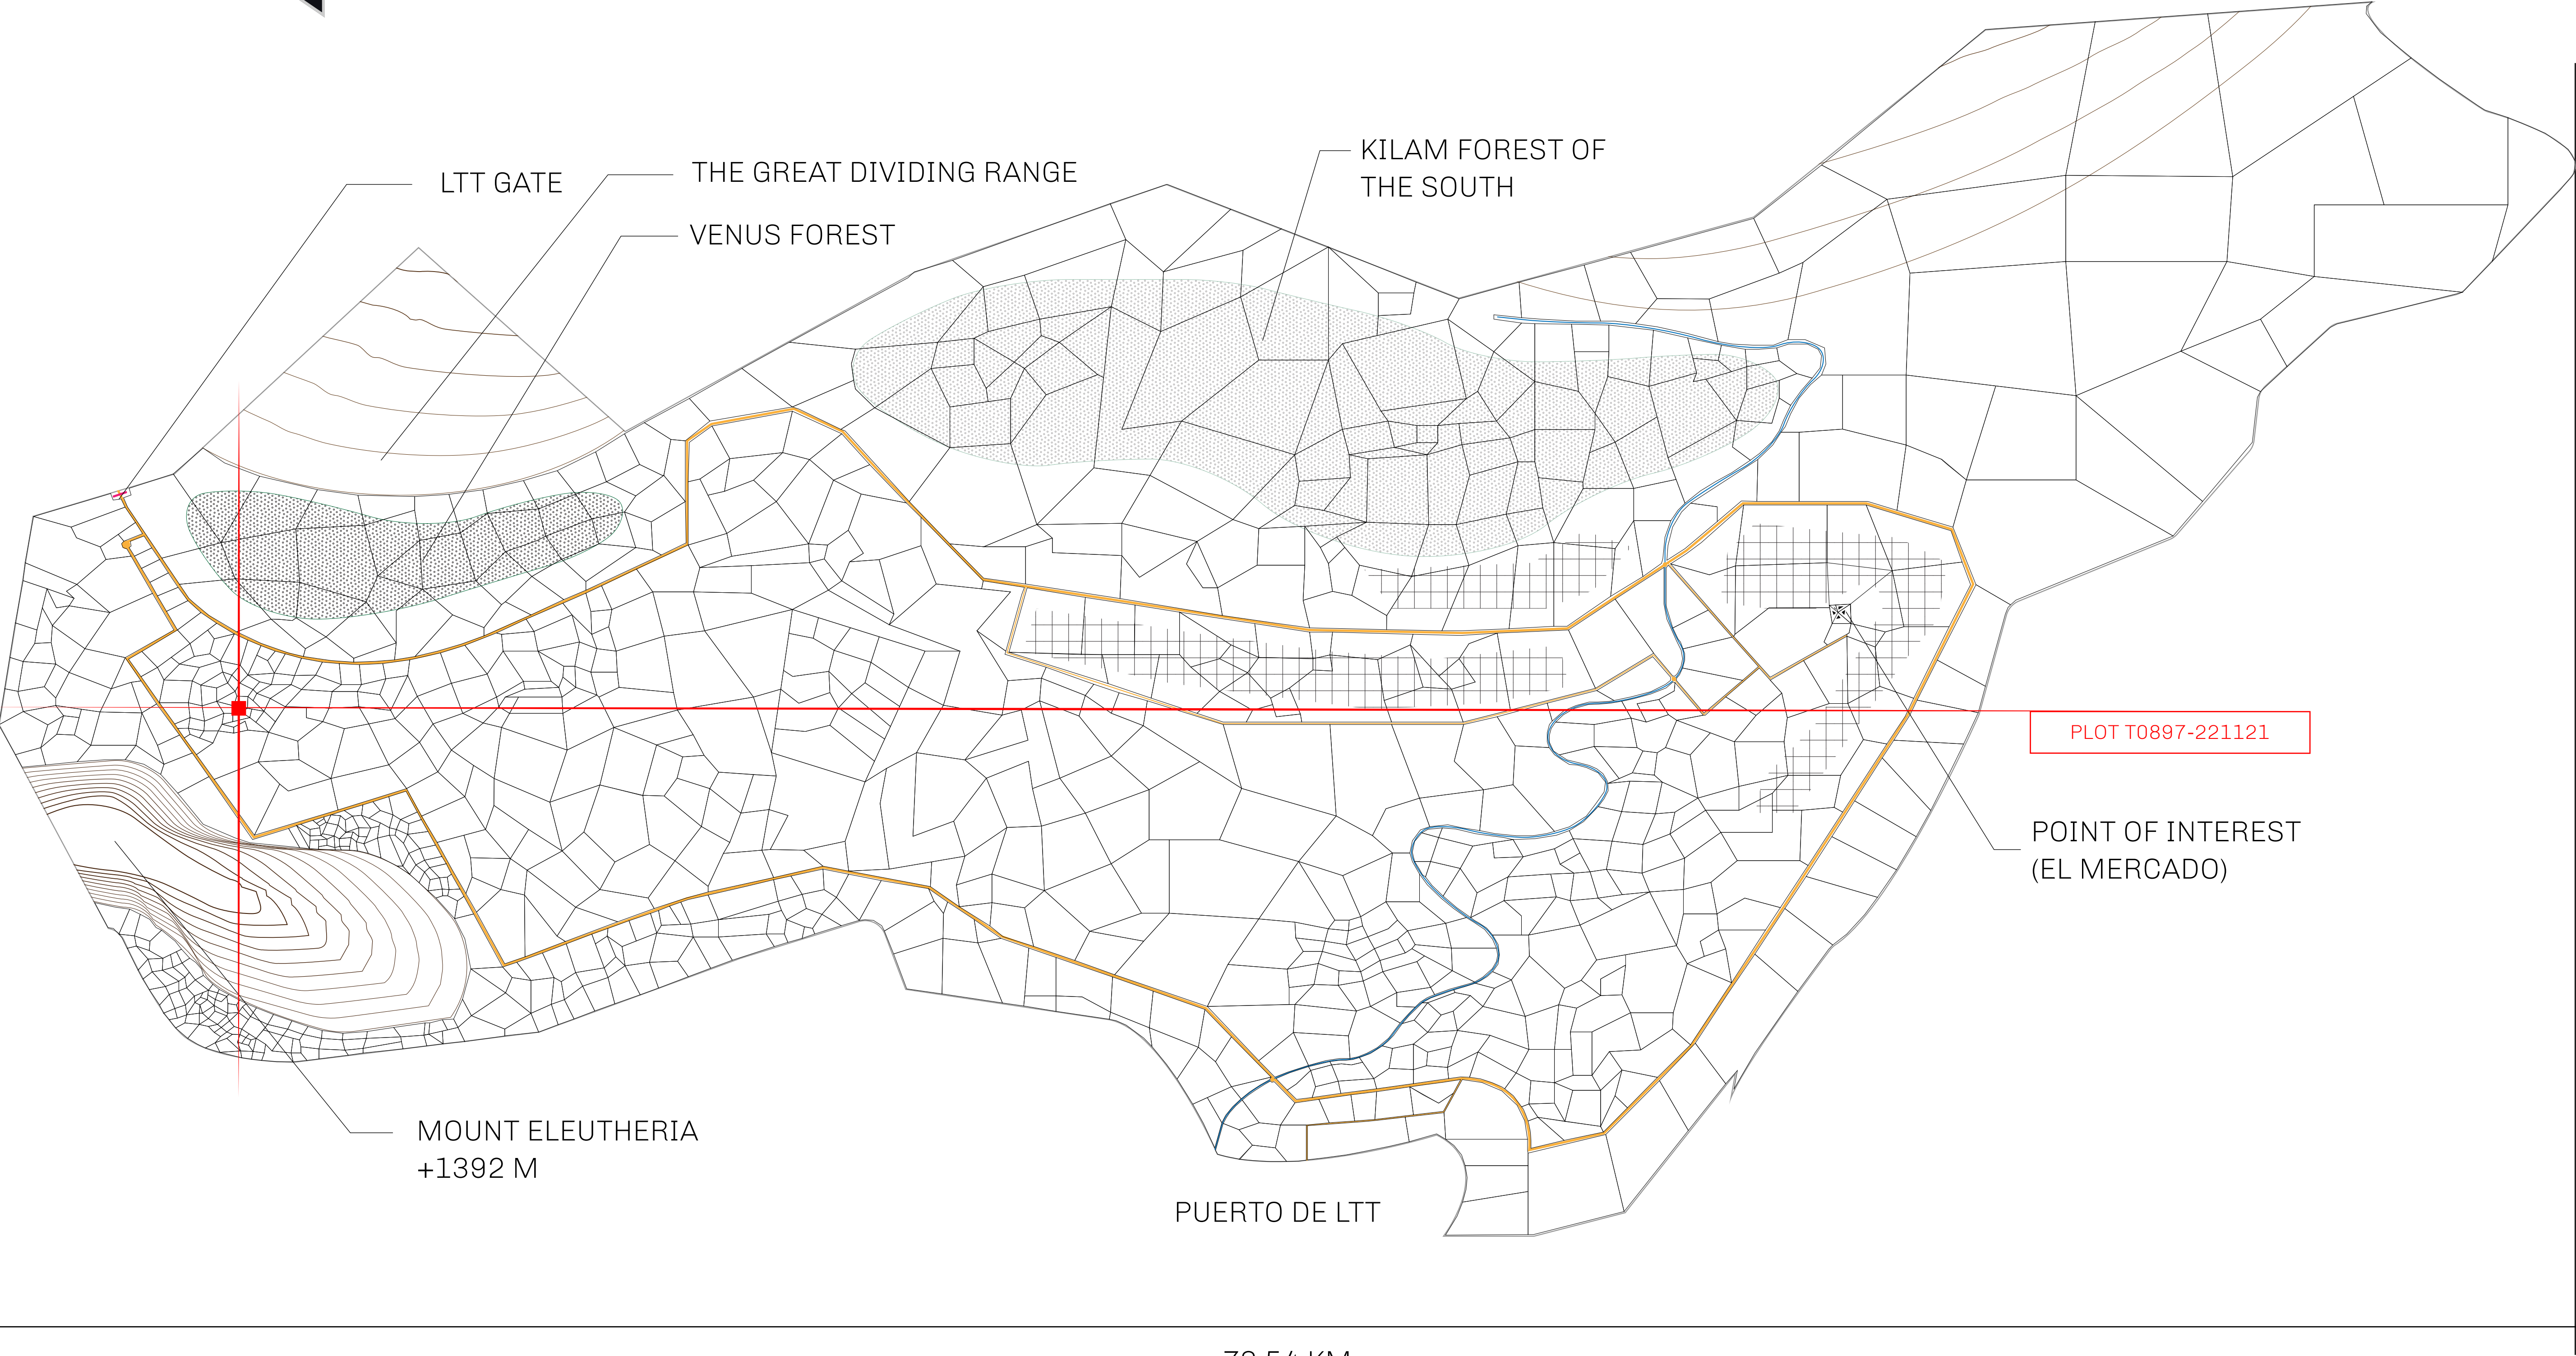 KILAM FOREST OF
THE SOUTH
THE GREAT DIVIDING RANGE
LTT GATE
VENUS FOREST
PLOT T0897-221121
POINT OF INTEREST
(EL MERCADO)
MOUNT ELEUTHERIA
+1392 M
PUERTO DE LTT
KM